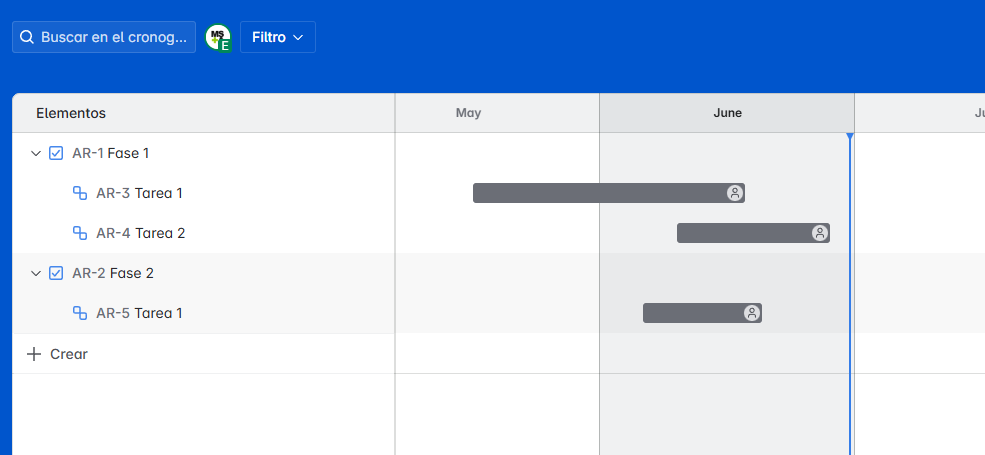 Buscar en el cronog...
MS
E
Filtro
Elementos
May
June
AR-1 Fase 1
AR-3 Tarea 1
AR-4 Tarea 2
AR-2 Fase 2
AR-5 Tarea 1
Crear